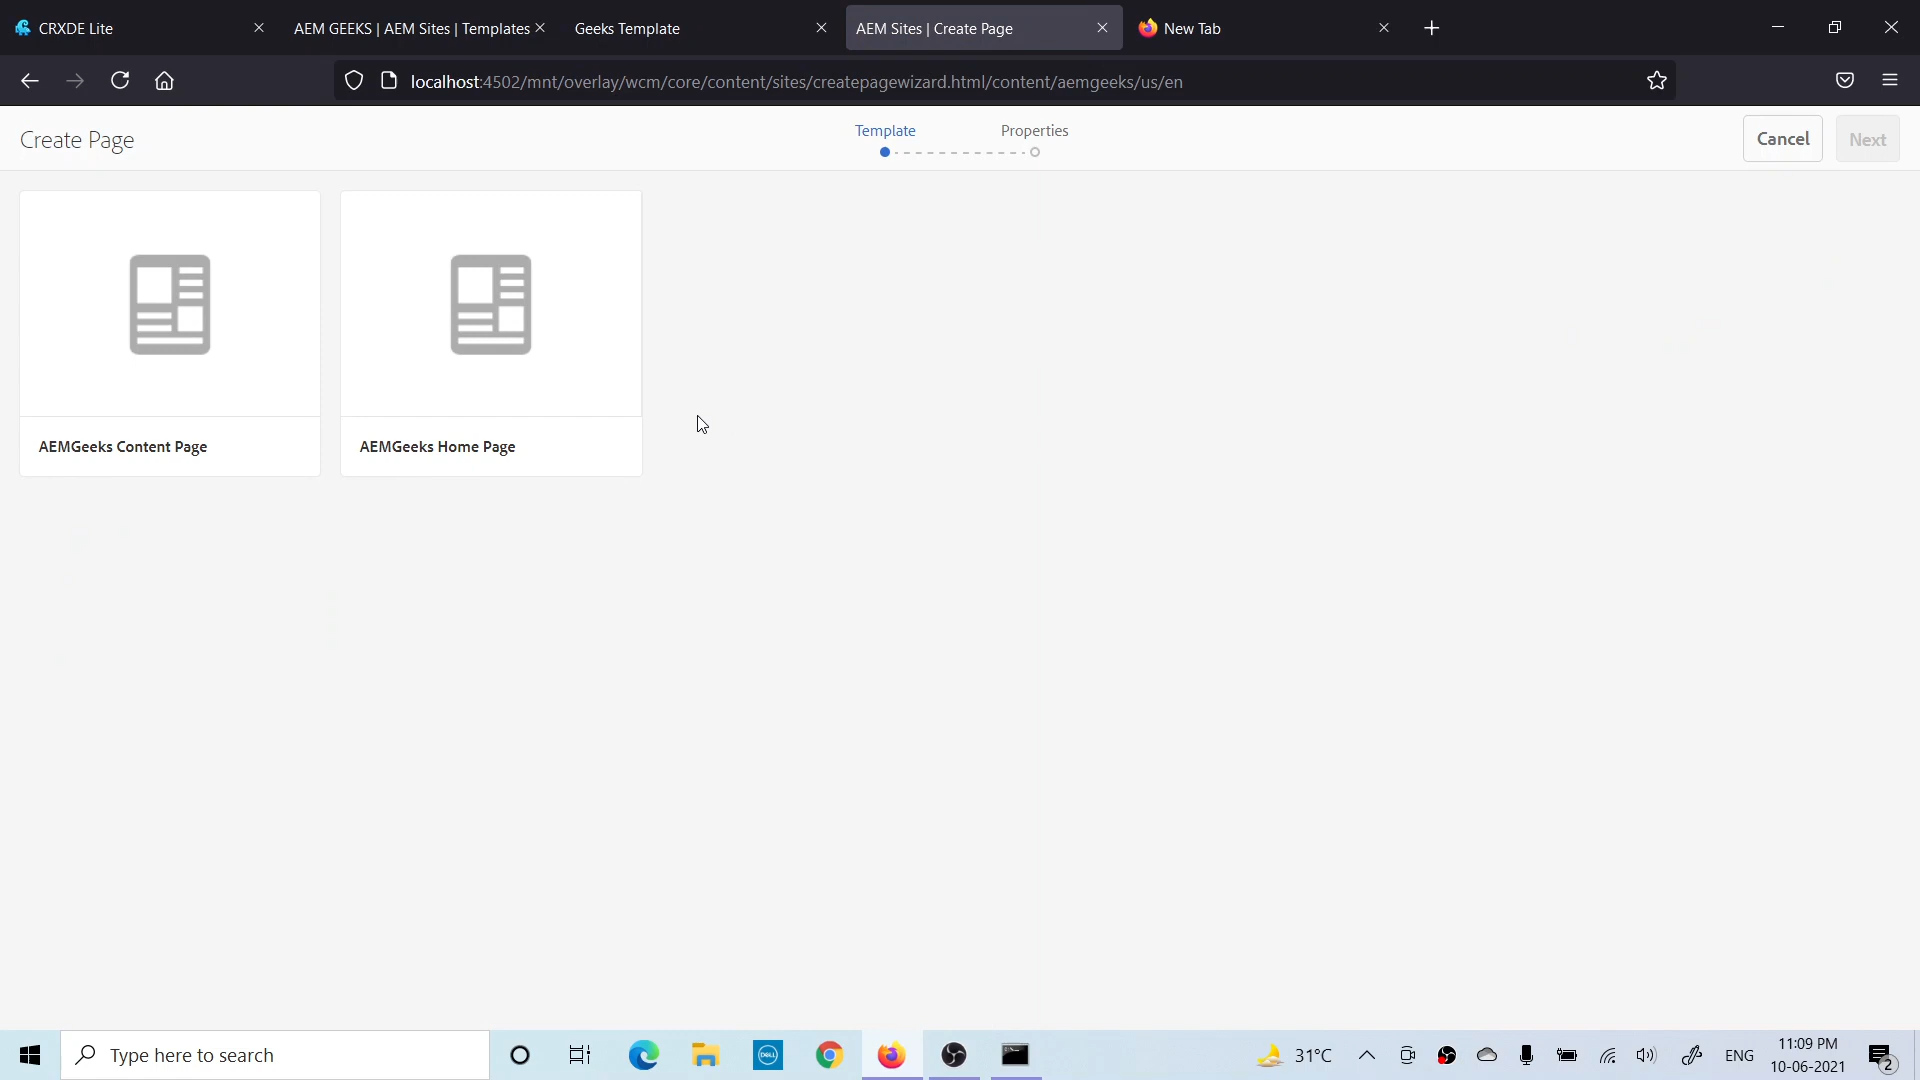 CRXDE Lite
AEM GEEKS | AEM Sites | Templates
Geeks Template
AEM Sites | Create Page
New Tab
localhost:4502/mnt/overlay/wcm/core/content/sites/createpagewizard.html/content/aemgeeks/us/en
Create Page
Template
Properties
Cancel
Next
AEMGeeks Content Page
AEMGeeks Home Page
Type here to search
DELL
31°C
ENG
11:09 PM
10-06-2021
2